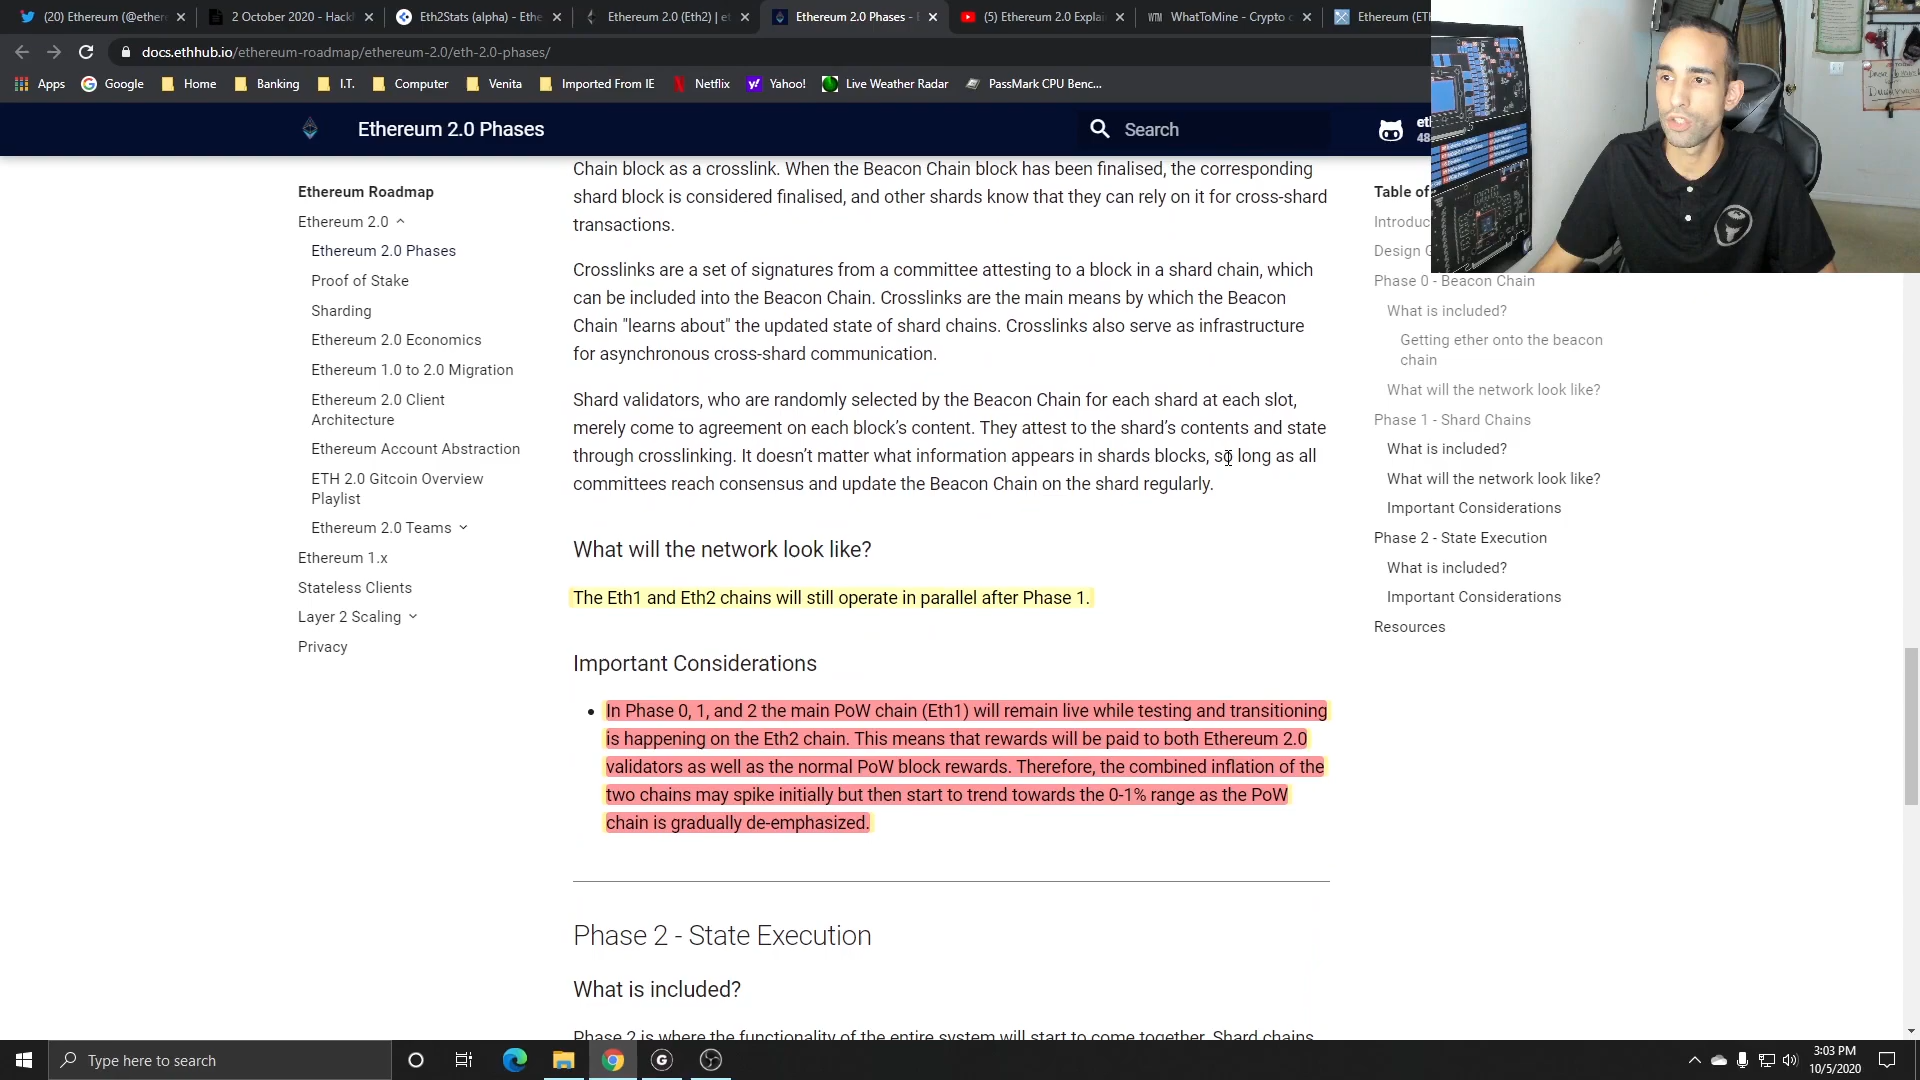 (20) Ethereum (@ether
2 October 2020 - Hack
Eth2Stats (alpha) - Ethe
Ethereum 2.0 (Eth2) | et
Ethereum 2.0 Phases - E
(5) Ethereum 2.0 Explai
WTM
WhatToMine - Crypto c
Ethereum (ET
docs.ethhub.io/ethereum-roadmap/ethereum-2.0/eth-2.0-phases/
Apps
Google
Home
Banking
I.T.
Computer
Venita
Imported From IE
Netflix
Yahoo!
Live Weather Radar
PassMark CPU Benc...
Ethereum 2.0 Phases
Search
eth
48
Ethereum Roadmap
Ethereum 2.0
Ethereum 2.0 Phases
Proof of Stake
Sharding
Ethereum 2.0 Economics
Ethereum 1.0 to 2.0 Migration
Ethereum 2.0 Client
Architecture
Ethereum Account Abstraction
ETH 2.0 Gitcoin Overview
Playlist
Ethereum 2.0 Teams
Ethereum 1.x
Stateless Clients
Layer 2 Scaling
Privacy
Chain block as a crosslink. When the Beacon Chain block has been finalised, the corresponding
shard block is considered finalised, and other shards know that they can rely on it for cross-shard
transactions.
Crosslinks are a set of signatures from a committee attesting to a block in a shard chain, which
can be included into the Beacon Chain. Crosslinks are the main means by which the Beacon
Chain "learns about" the updated state of shard chains. Crosslinks also serve as infrastructure
for asynchronous cross-shard communication.
Shard validators, who are randomly selected by the Beacon Chain for each shard at each slot,
merely come to agreement on each block’s content. They attest to the shard’s contents and state
through crosslinking. It doesn’t matter what information appears in shards blocks, so long as all
committees reach consensus and update the Beacon Chain on the shard regularly.
What will the network look like?
The Eth1 and Eth2 chains will still operate in parallel after Phase 1.
Important Considerations
In Phase 0, 1, and 2 the main PoW chain (Eth1) will remain live while testing and transitioning
is happening on the Eth2 chain. This means that rewards will be paid to both Ethereum 2.0
validators as well as the normal PoW block rewards. Therefore, the combined inflation of the
two chains may spike initially but then start to trend towards the 0-1% range as the PoW
chain is gradually de-emphasized.
Phase 2 - State Execution
What is included?
Phase 2 is where the functionality of the entire system will start to come together. Shard chains
Table of
Introduc
Design G
Phase 0 - Beacon Chain
What is included?
Getting ether onto the beacon
chain
What will the network look like?
Phase 1 - Shard Chains
What is included?
What will the network look like?
Important Considerations
Phase 2 - State Execution
What is included?
Important Considerations
Resources
Type here to search
3:03 PM
10/5/2020